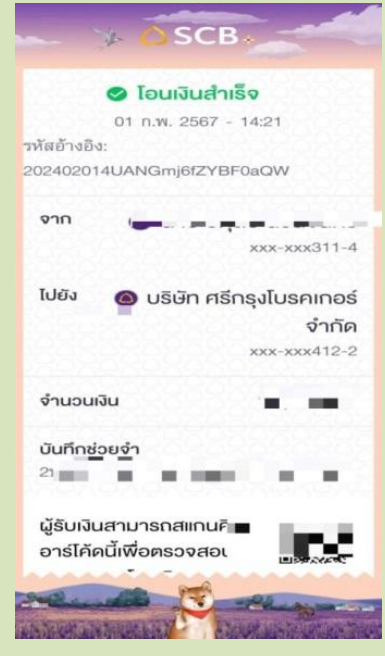 SCB
โอนเงินสำเร็จ
01 ก.พ. 2567 - 14:21
รหัสอ้างอิง:
202402014UANGmj6fZYBF0aQW
จาก
xxx-xxx311-4
ไปยัง บริษัท ศรีกรุงโบรคเกอร์
จำกัด
xxx-xxx412-2
จำนวนเงิน
บันทึกช่วยจำ
ผู้รับเงินสามารถสแกนคิ
อาร์โค้ดนี้เพื่อตรวจสอบ